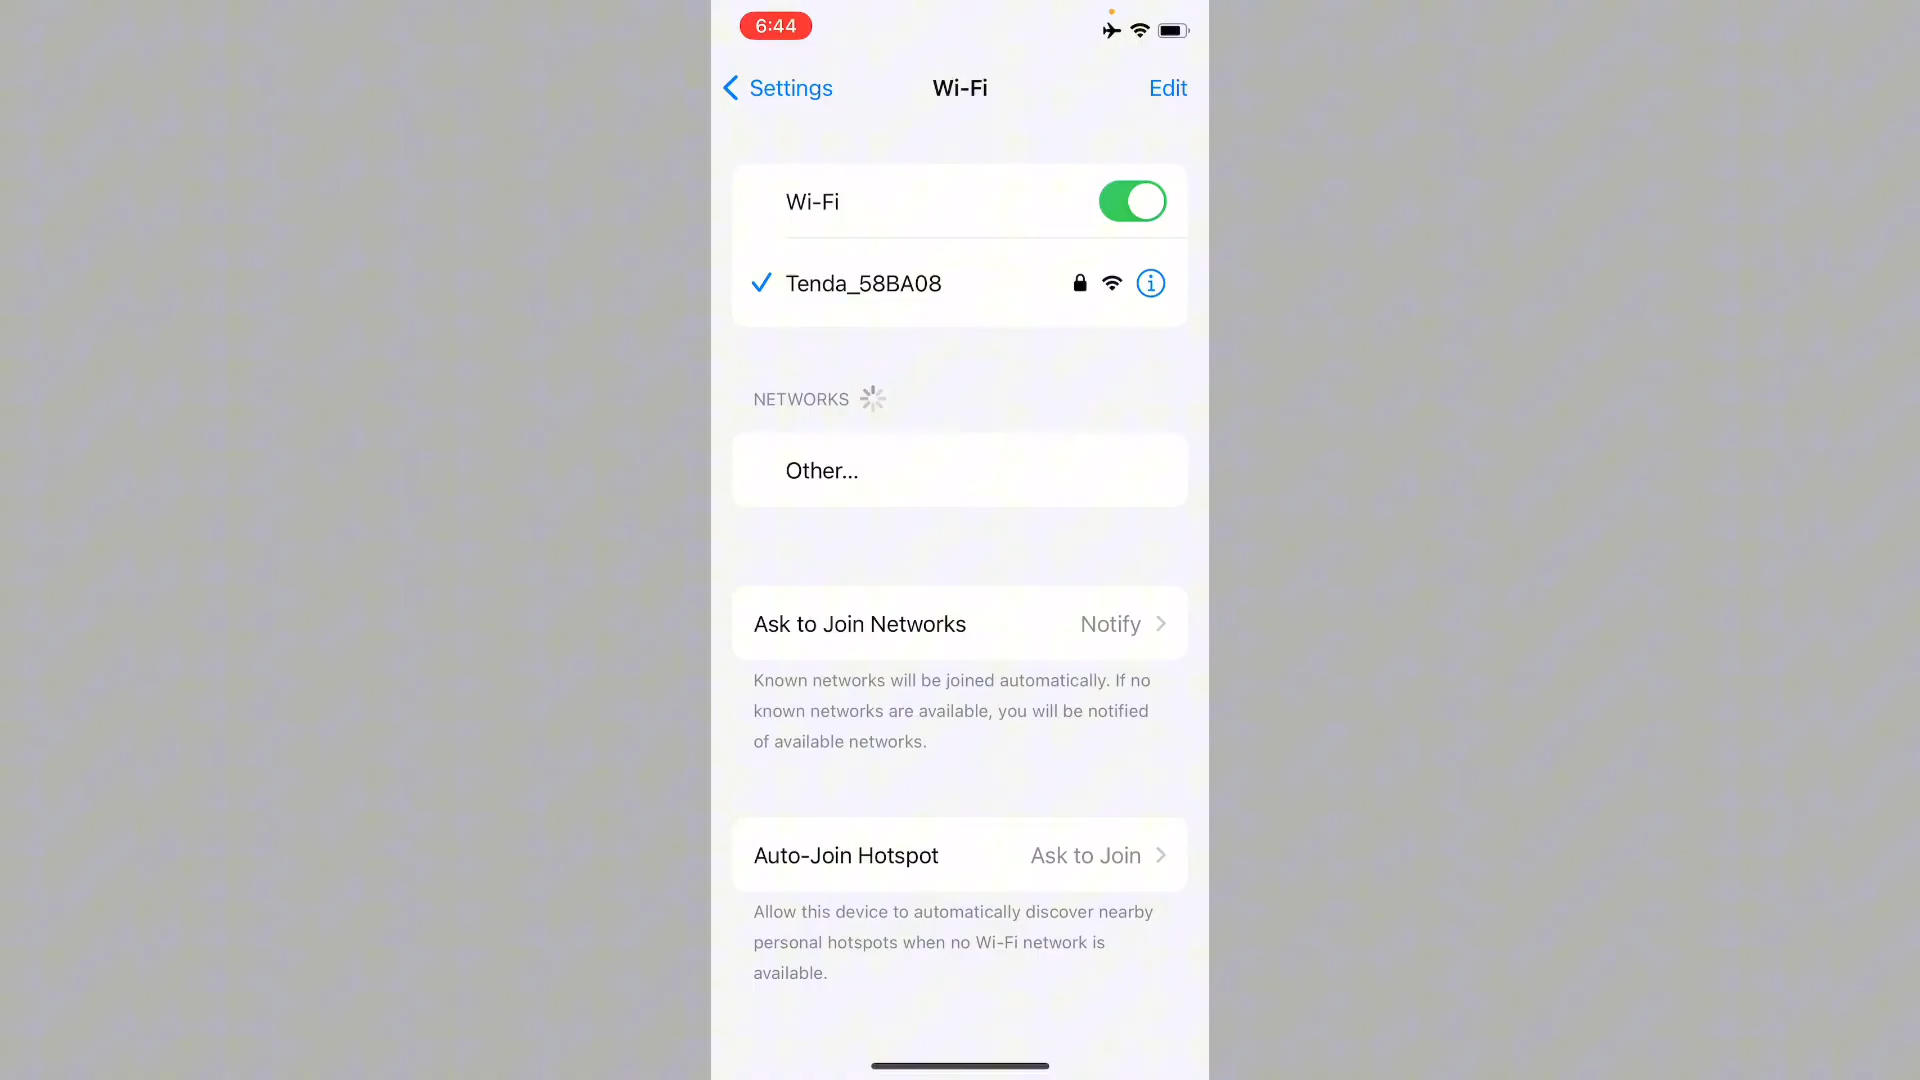 6:44
Settings
Wi-Fi
Edit
Wi-Fi
Tenda_58BA08
NETWORKS
Other...
Ask to Join Networks
Notify
Known networks will be joined automatically. If no
known networks are available, you will be notified
of available networks.
Auto-Join Hotspot
Ask to Join
Allow this device to automatically discover nearby
personal hotspots when no Wi-Fi network is
available.